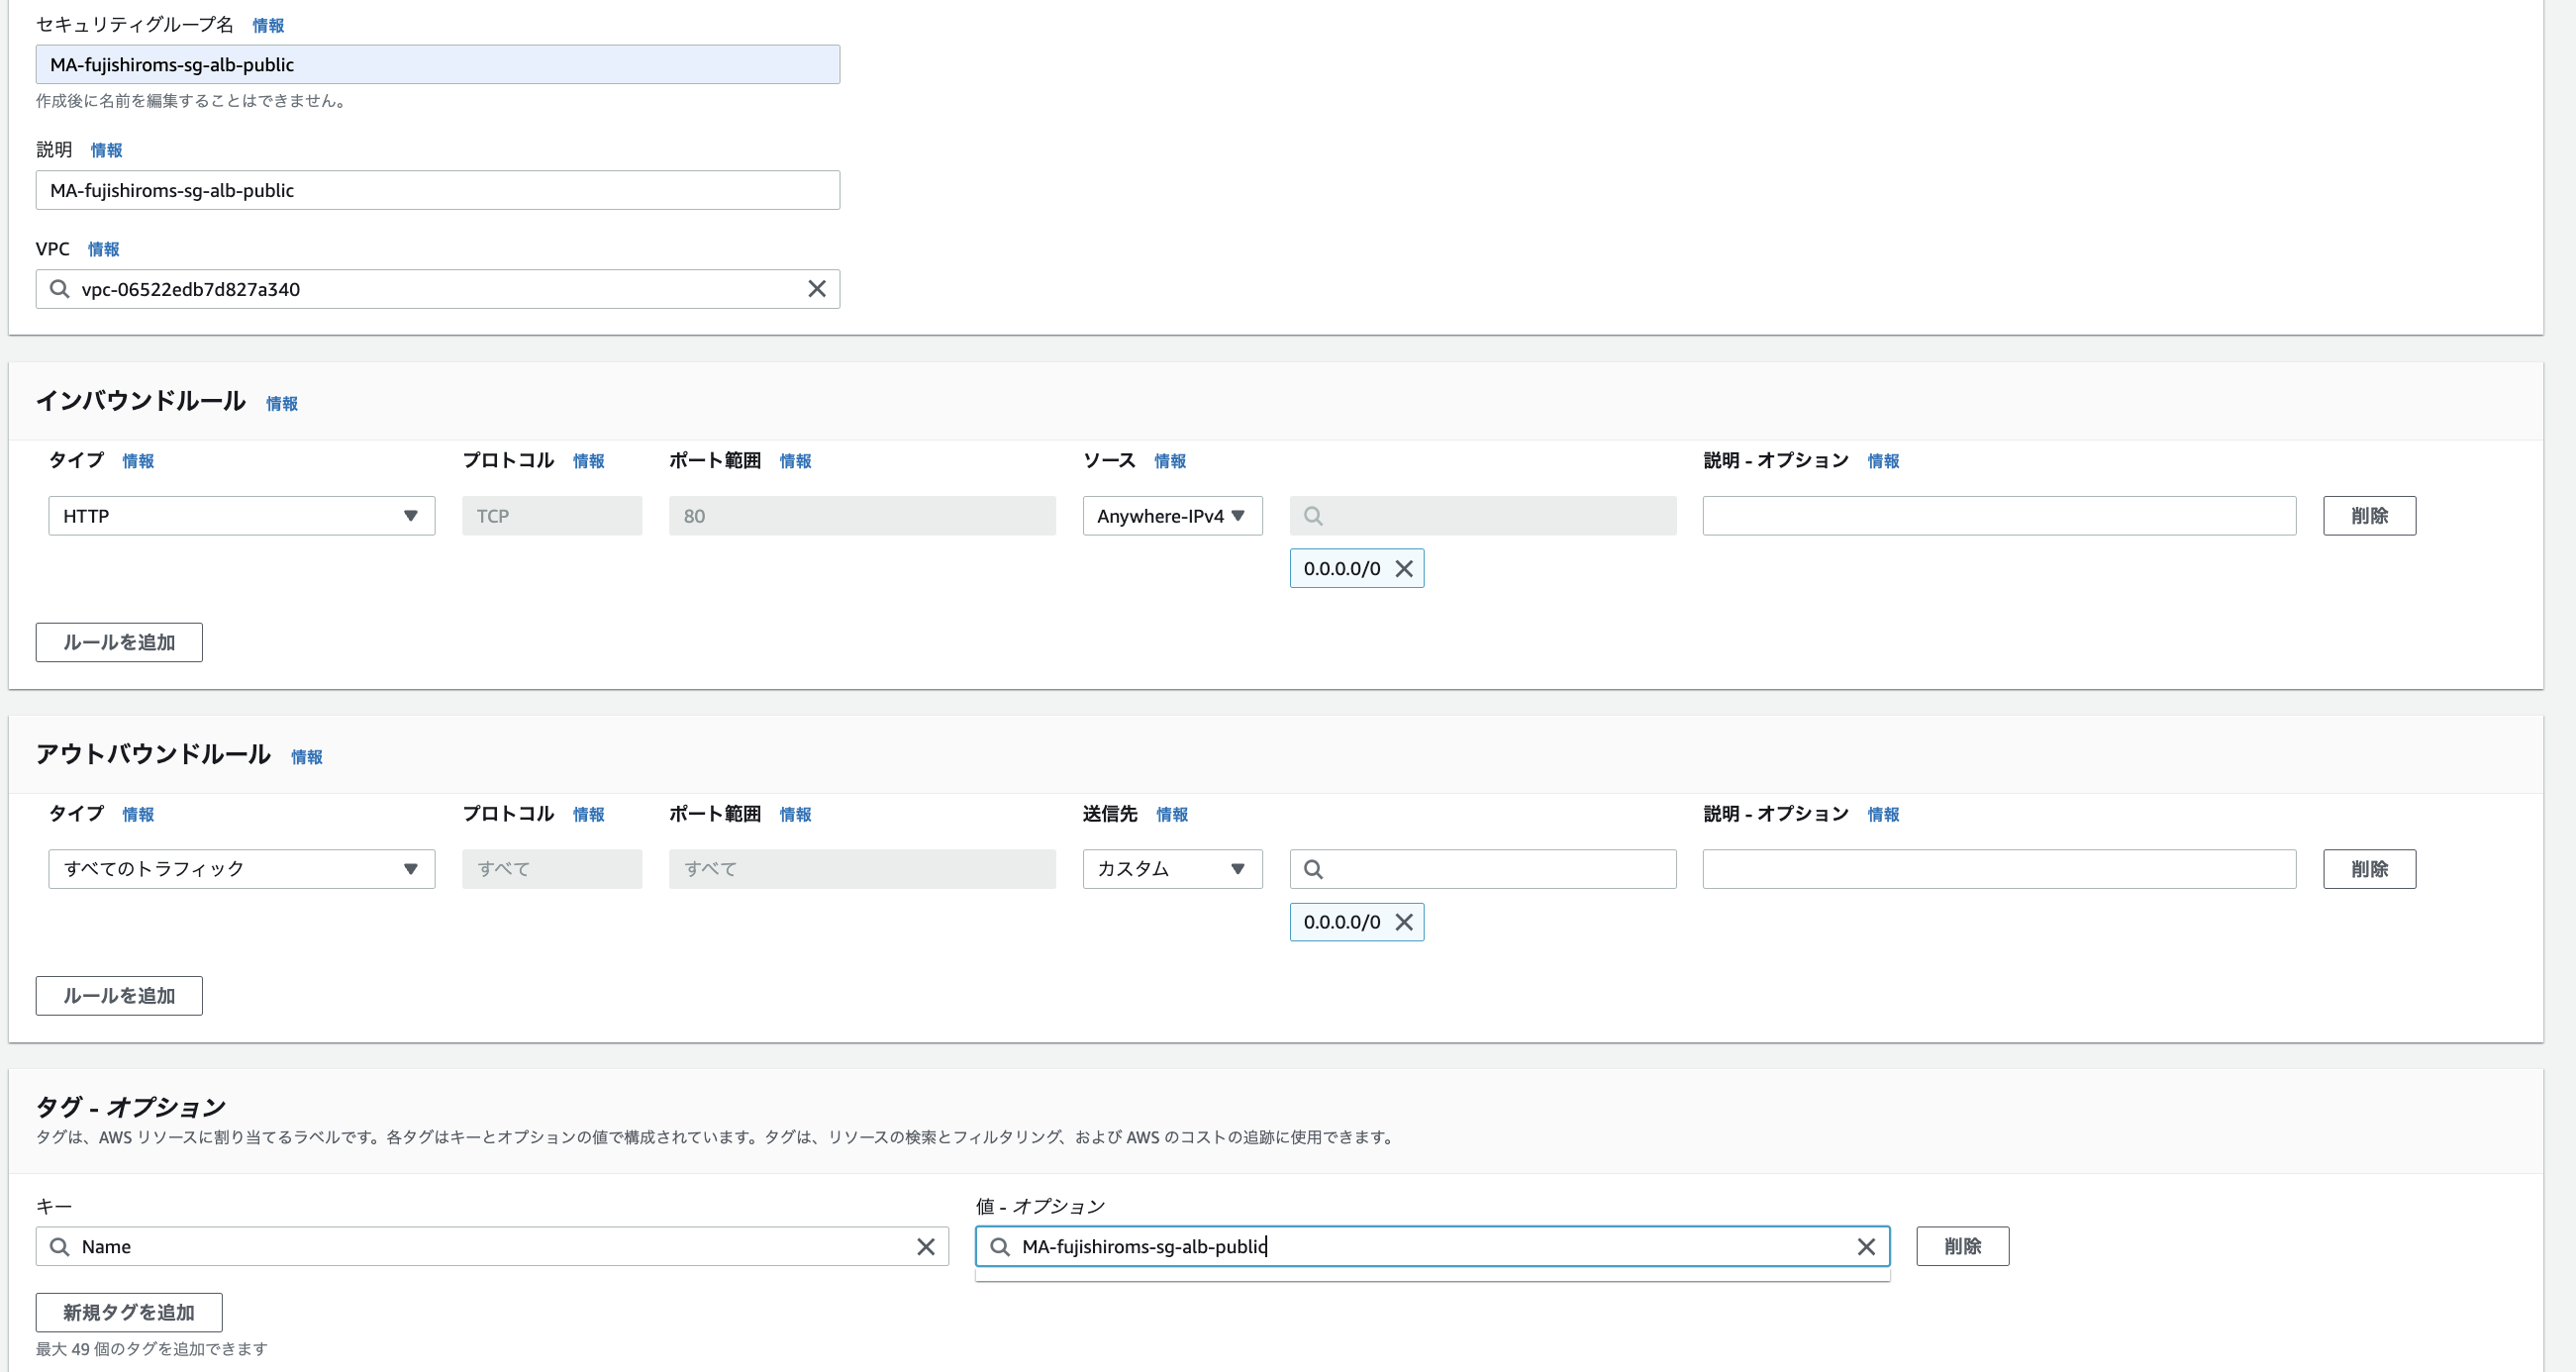 セキュリティグループ名 情報
MA-fujishiroms-sg-alb-public
作成後に名前を編集することはできません。
説明 情報
MA-fujishiroms-sg-alb-public
VPC 情報
vpc-06522edb7d827a340
インバウンドルール 情報
タイプ 情報 プロトコル 情報 ポート範囲 情報 ソース 情報 説明 - オプション 情報
HTTP TCP 80 Anywhere-IPv4 削除
0.0.0.0/0
ルールを追加
アウトバウンドルール 情報
タイプ 情報 プロトコル 情報 ポート範囲 情報 送信先 情報 説明 - オプション 情報
すべてのトラフィック すべて すべて カスタム 削除
0.0.0.0/0
ルールを追加
タグ - オプション
タグは、AWS リソースに割り当てるラベルです。各タグはキーとオプションの値で構成されています。タグは、リソースの検索とフィルタリング、および AWS のコストの追跡に使用できます。
キー 値 - オプション
Name MA-fujishiroms-sg-alb-public 削除
新規タグを追加
最大 49 個のタグを追加できます